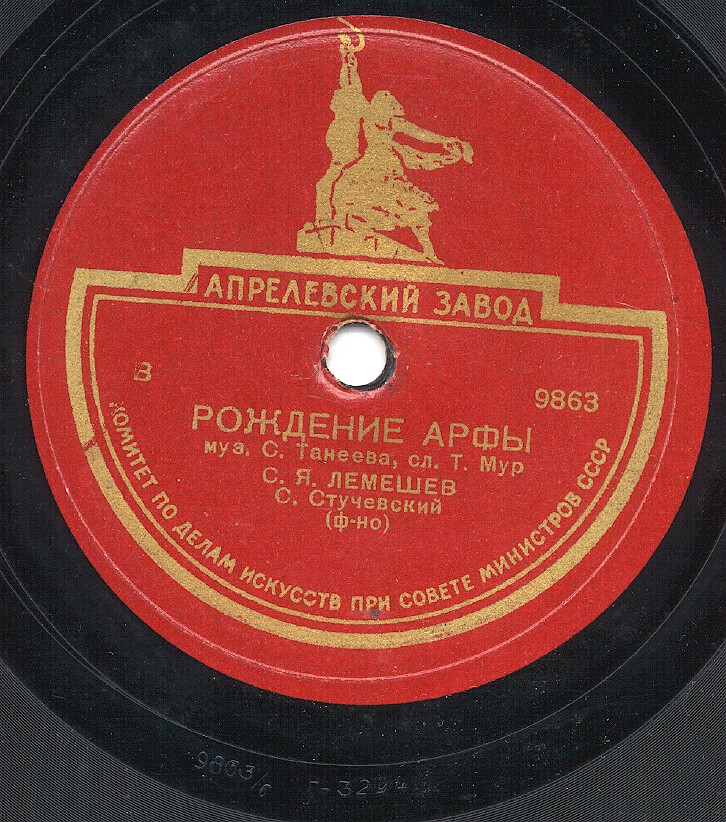 АПРЕЛЕВСКИЙ ЗАВОД
В 9863
РОЖДЕНИЕ АРФЫ
муз. С. Танеева, сл. Т. Мур
С. Я. ЛЕМЕШЕВ
С. Стучевский
(ф-но)
КОМИТЕТ ПО ДЕЛАМ ИСКУССТВ ПРИ СОВЕТЕ МИНИСТРОВ СССР
9863/6